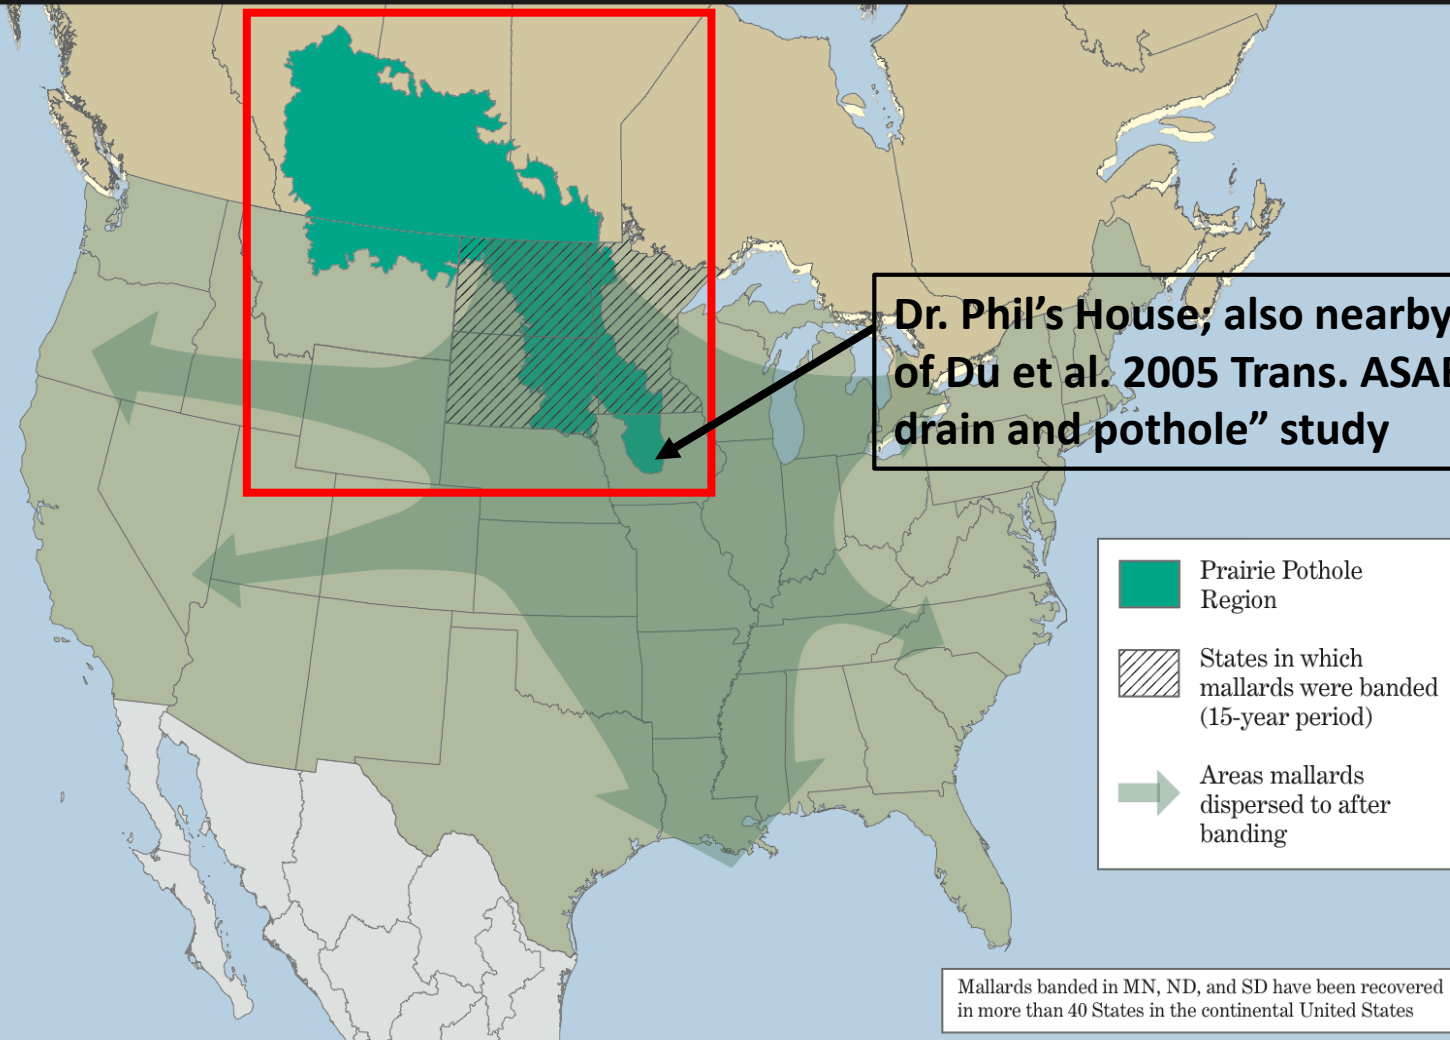 Dr. Phil’s House; also nearby
of Du et al. 2005 Trans. ASAE
drain and pothole” study
Prairie Pothole
Region
States in which
mallards were banded
(15-year period)
Areas mallards
dispersed to after
banding
Mallards banded in MN, ND, and SD have been recovered
in more than 40 States in the continental United States